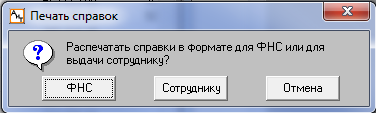 Печать справок
Распечатать справки в формате для ФНС или для
выдачи сотруднику?
ФНС Сотруднику Отмена